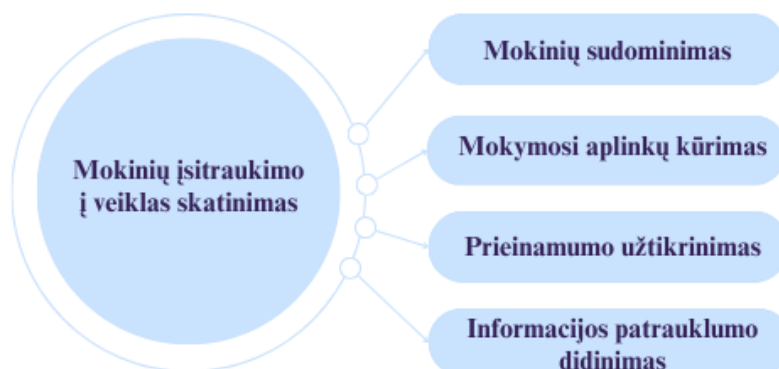 Mokinių įsitraukimo
į veiklas skatinimas
Mokinių sudominimas
Mokymosi aplinkų kūrimas
Prieinamumo užtikrinimas
Informacijos patrauklumo
didinimas